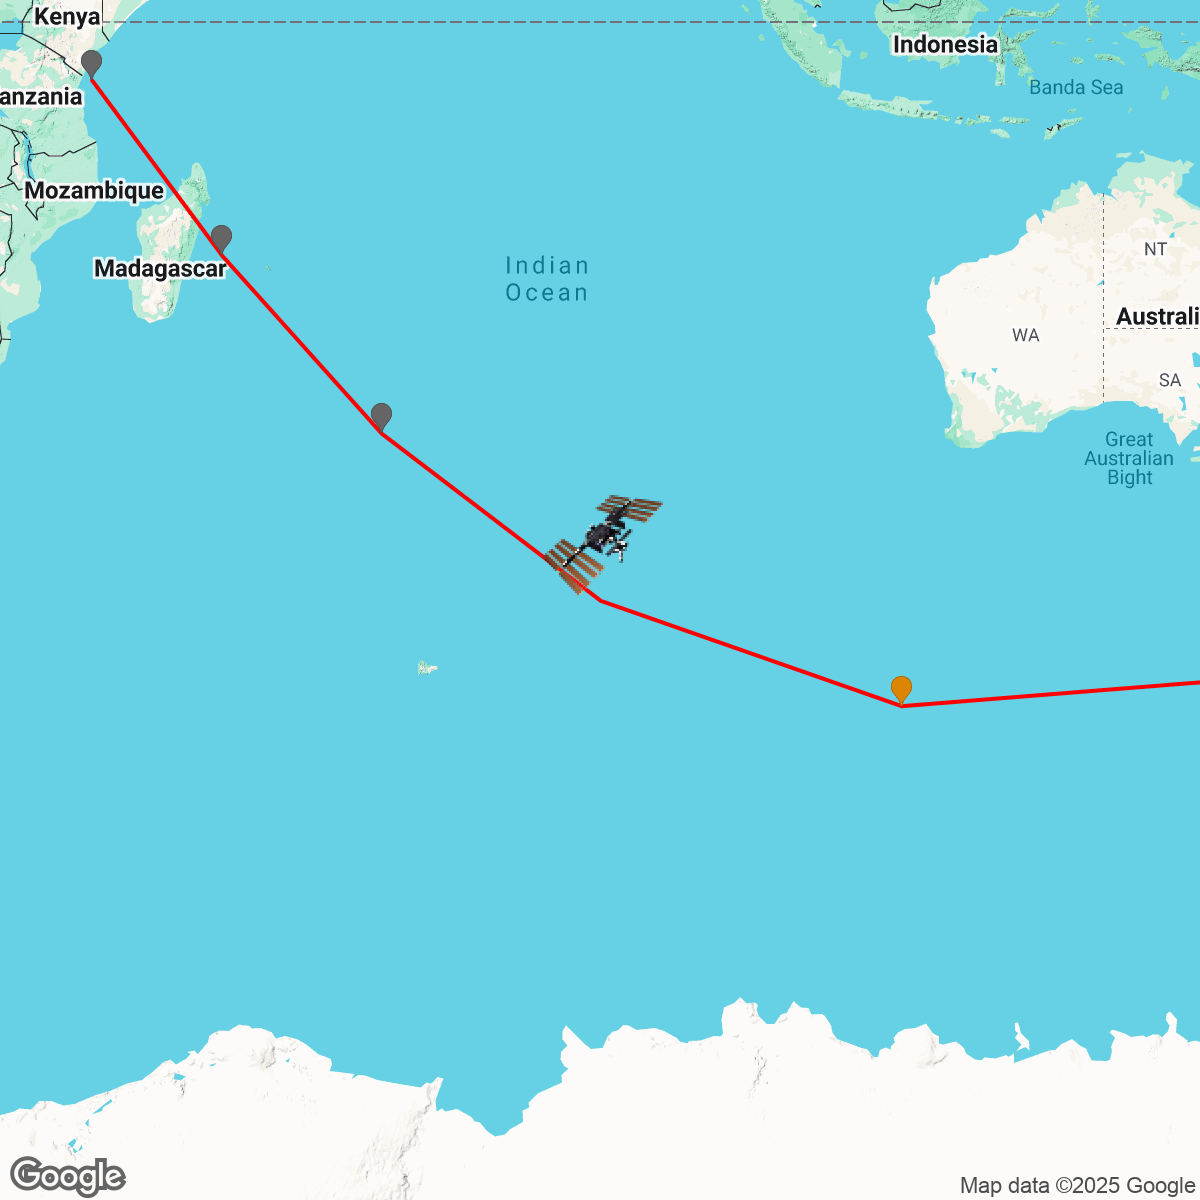 Kenya
Indonesia
Banda Sea
anzania
Mozambique
NT
Madagascar
Indian
Ocean
Australi
WA
SA
Great
Australian
Bight
Google
Map data ©2025 Google